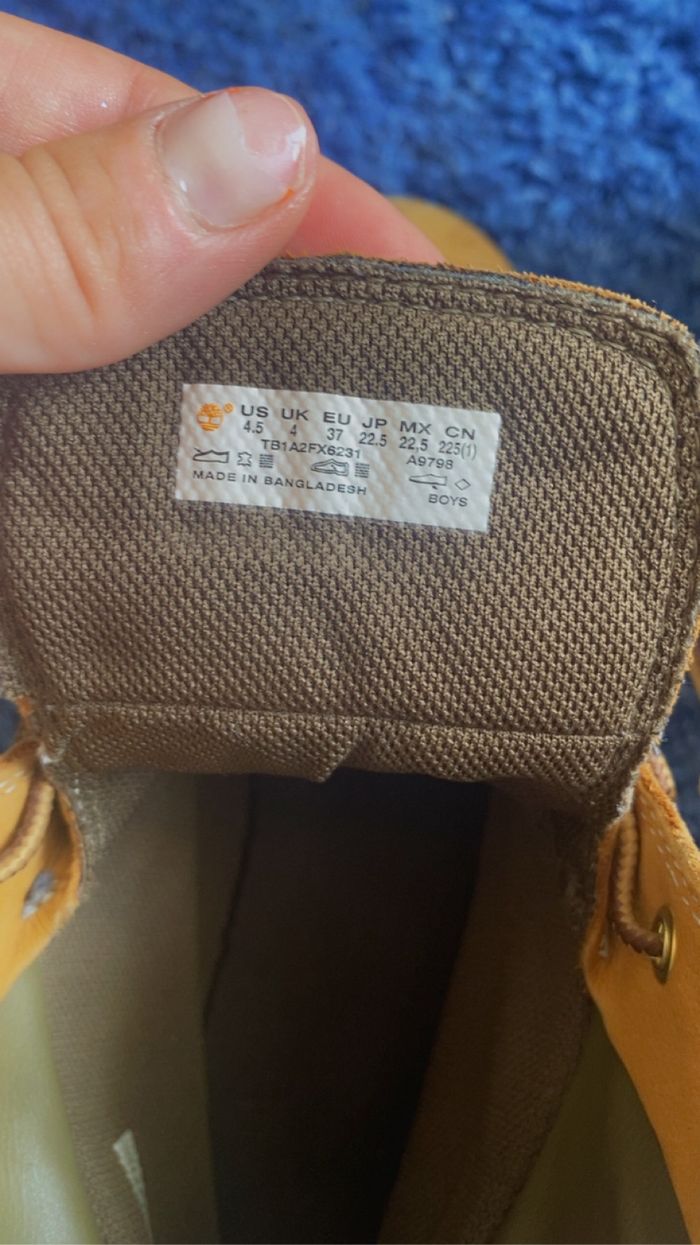 ® US UK EU JP MX CN
4.5 4 37 22.5 22.5 225(1)
TB1A2FX6231 A9798
MADE IN BANGLADESH BOYS